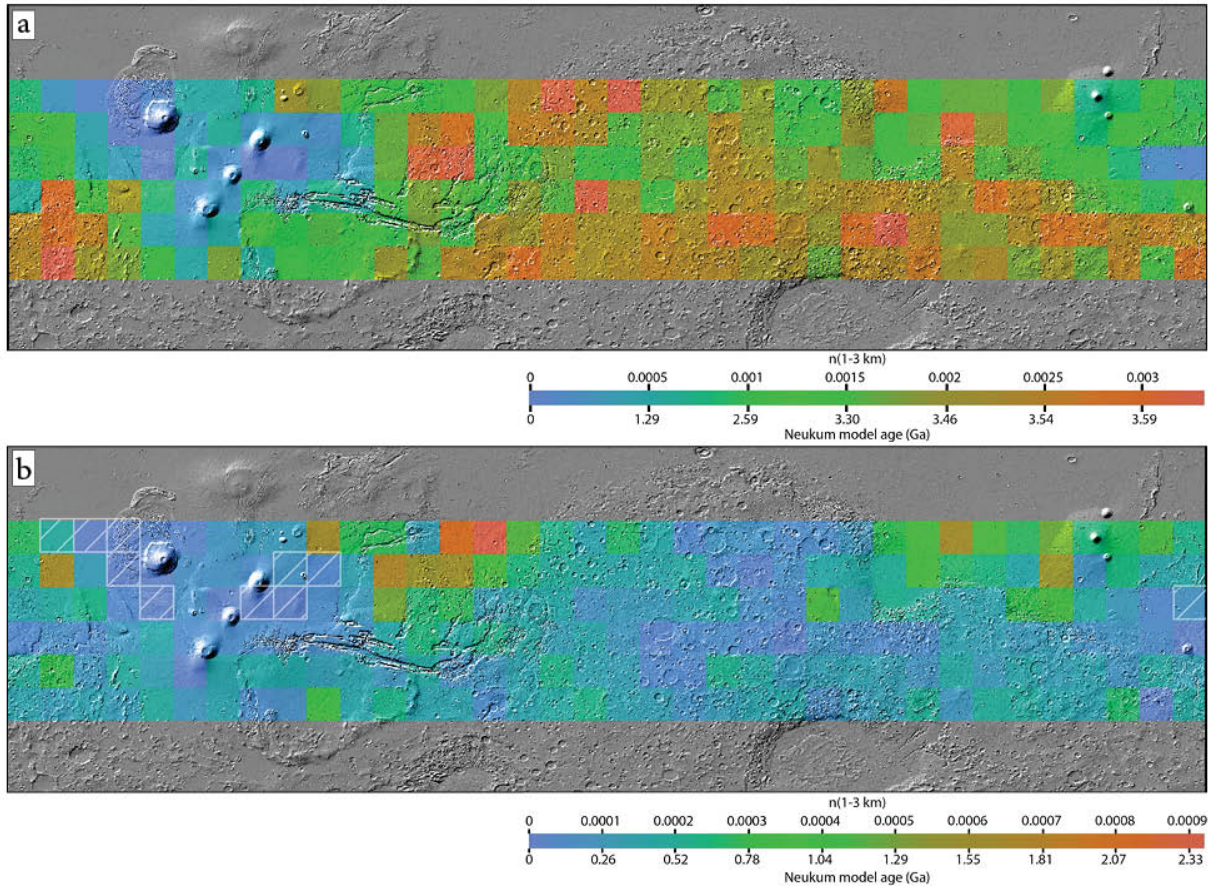 a
n(1-3 km)
0 0.0005 0.001 0.0015 0.002 0.0025 0.003
0 1.29 2.59 3.30 3.46 3.54 3.59
Neukum model age (Ga)
b
n(1-3 km)
0 0.0001 0.0002 0.0003 0.0004 0.0005 0.0006 0.0007 0.0008 0.0009
0 0.26 0.52 0.78 1.04 1.29 1.55 1.81 2.07 2.33
Neukum model age (Ga)